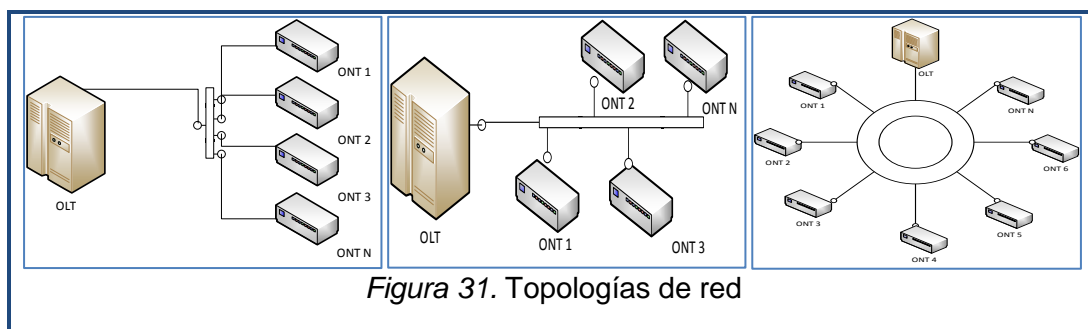 ONT 1
ONT 2
ONT 3
ONT N
OLT
ONT 2
ONT N
OLT
ONT 1
ONT 3
OLT
ONT 1
ONT N
ONT 2
ONT 6
ONT 3
ONT 5
ONT 4
Figura 31. Topologías de red